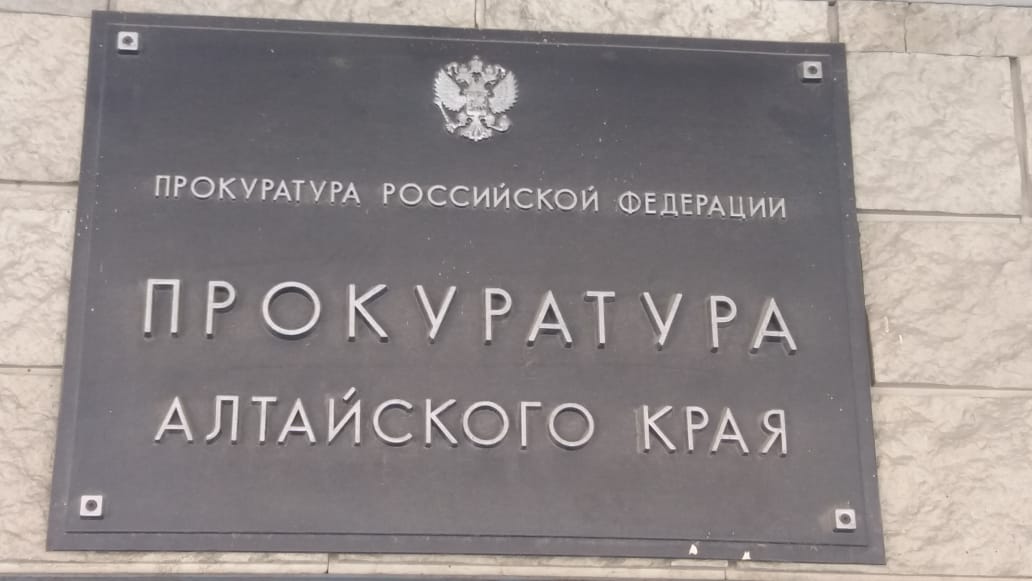 ПРОКУРАТУРА РОССИЙСКОЙ ФЕДЕРАЦИИ
ПРОКУРАТУРА
АЛТАЙСКОГО КРАЯ